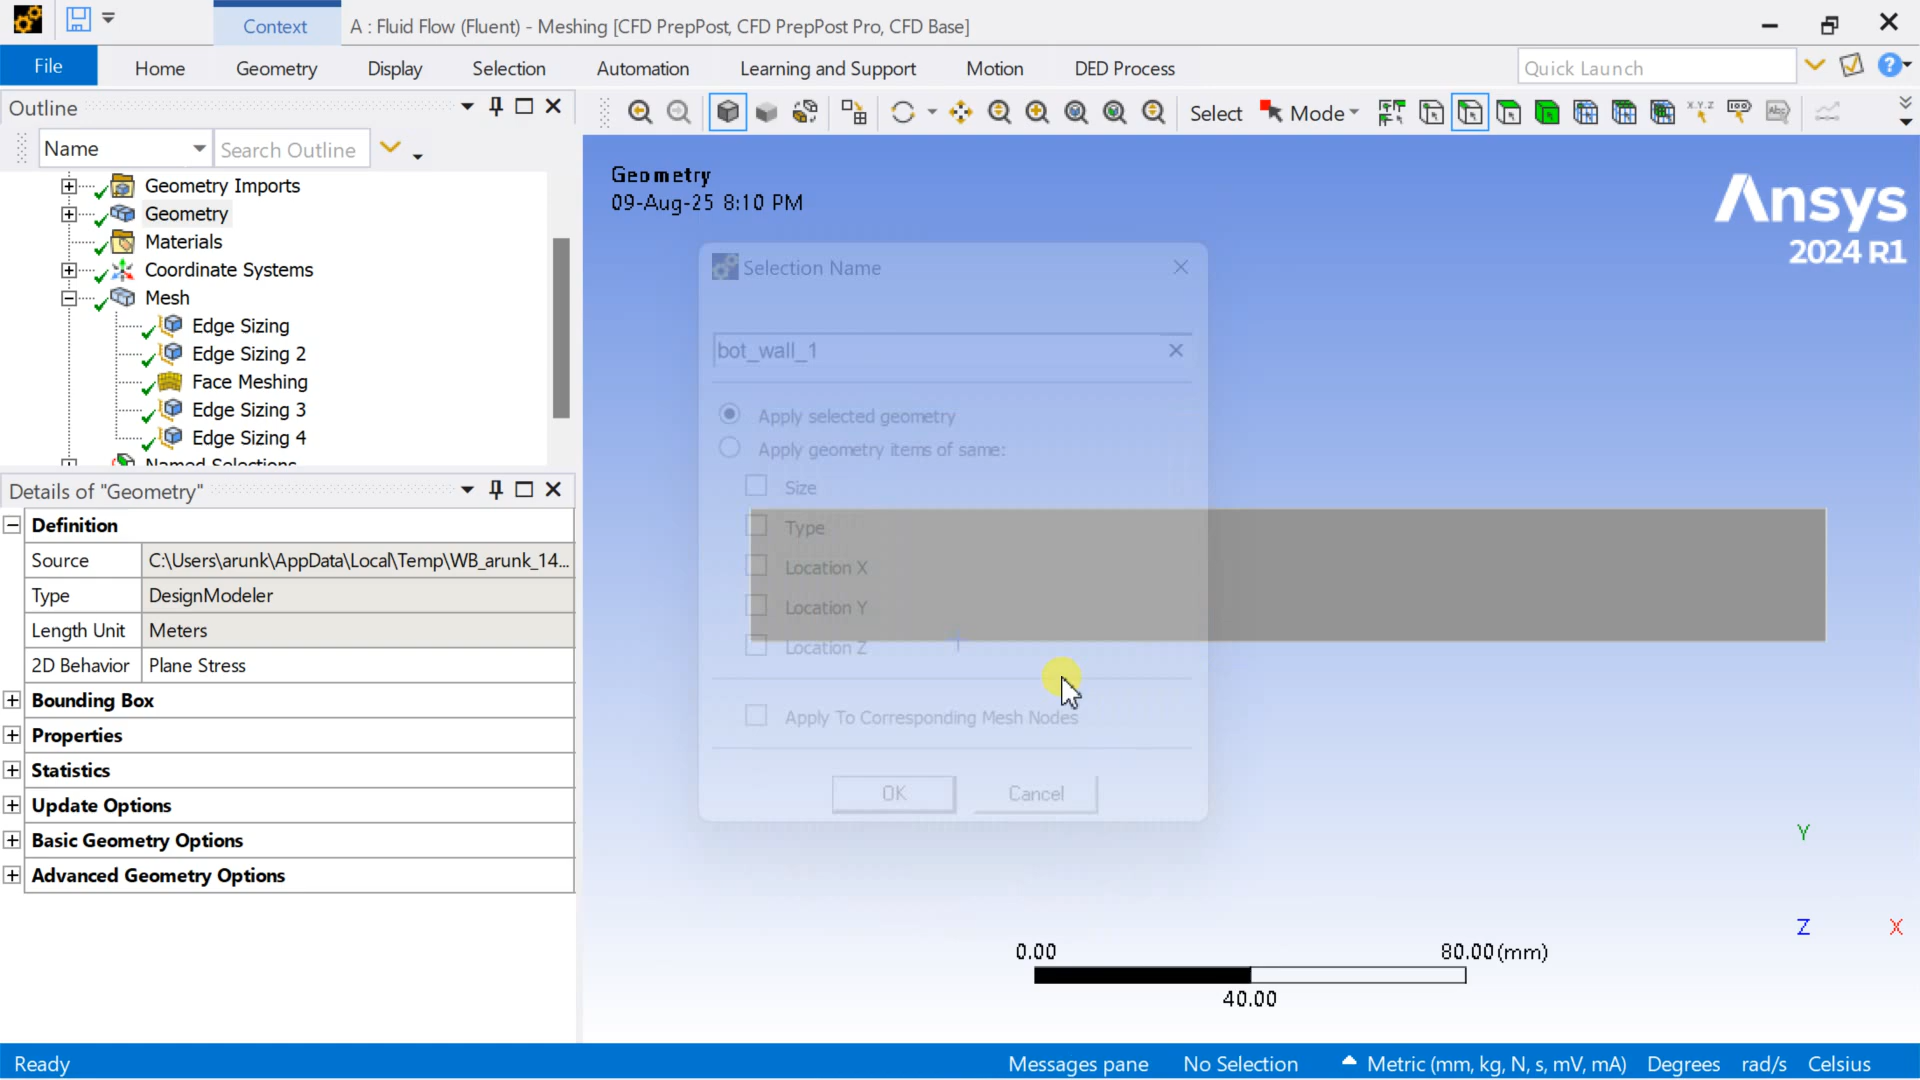 Context
A : Fluid Flow (Fluent) - Meshing [CFD PrepPost, CFD PrepPost Pro, CFD Base]
File
Home
Geometry
Display
Selection
Automation
Learning and Support
Motion
DED Process
Quick Launch
Outline
Name
Search Outline
Select
Mode
Geometry Imports
Geometry
Materials
Coordinate Systems
Mesh
Edge Sizing
Edge Sizing 2
Face Meshing
Edge Sizing 3
Edge Sizing 4
Named Selections
Details of "Geometry"
Definition
Source C:\Users\arunk\AppData\Local\Temp\WB_arunk_14...
Type DesignModeler
Length Unit Meters
2D Behavior Plane Stress
Bounding Box
Properties
Statistics
Update Options
Basic Geometry Options
Advanced Geometry Options
Geometry
09-Aug-25 8:10 PM
Ansys
2024 R1
Selection Name
bot_wall_1
Apply selected geometry
Apply geometry items of same:
Size
Type
Location X
Location Y
Location Z
Apply To Corresponding Mesh Nodes
OK
Cancel
Y
Z
X
0.00
80.00(mm)
40.00
Ready
Messages pane
No Selection
Metric (mm, kg, N, s, mV, mA)
Degrees
rad/s
Celsius